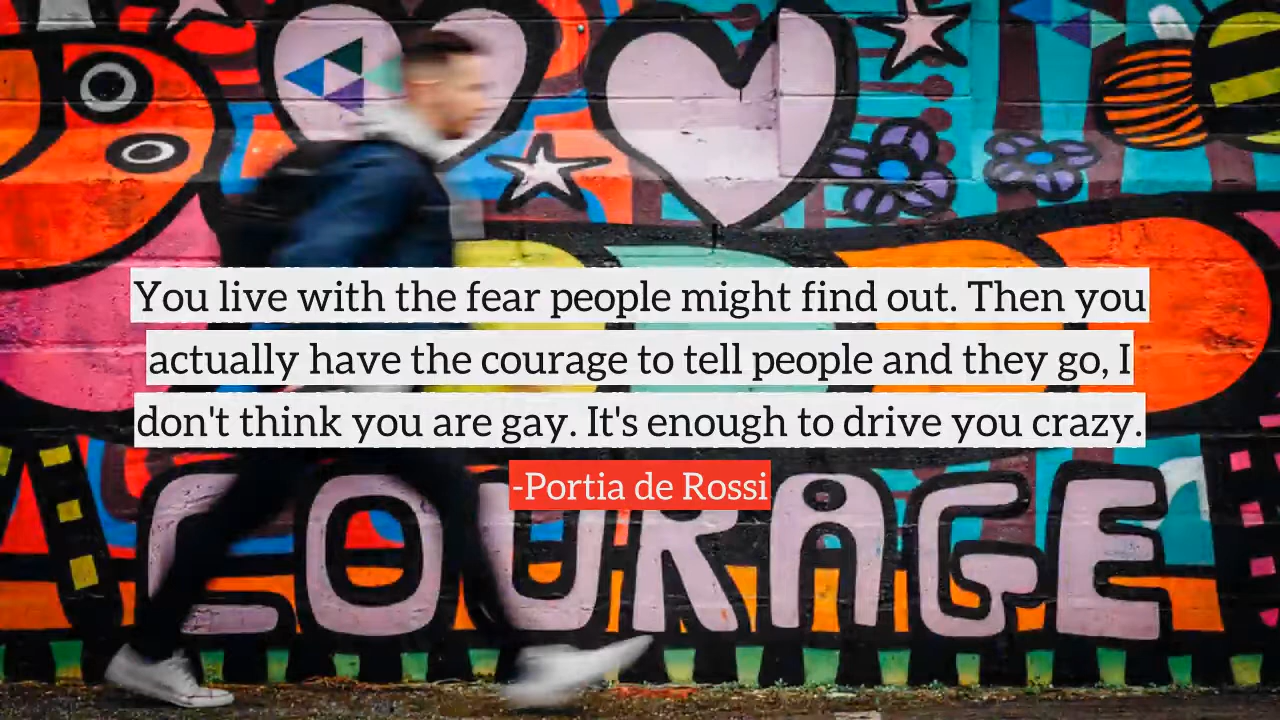 You live with the fear people might find out. Then you
actually have the courage to tell people and they go, I
don't think you are gay. It's enough to drive you crazy.
-Portia de Rossi
COURAGE